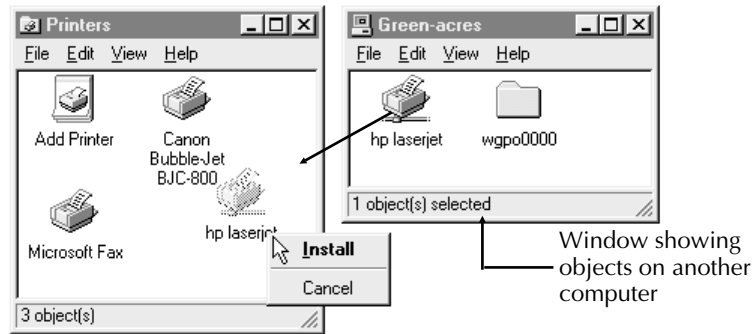 Printers
File Edit View Help
Add Printer
Canon
Bubble-Jet
BJC-800
Microsoft Fax
hp laserjet
Install
Cancel
3 object(s)
Green-acres
File Edit View Help
hp laserjet
wgpo0000
1 object(s) selected
Window showing
objects on another
computer